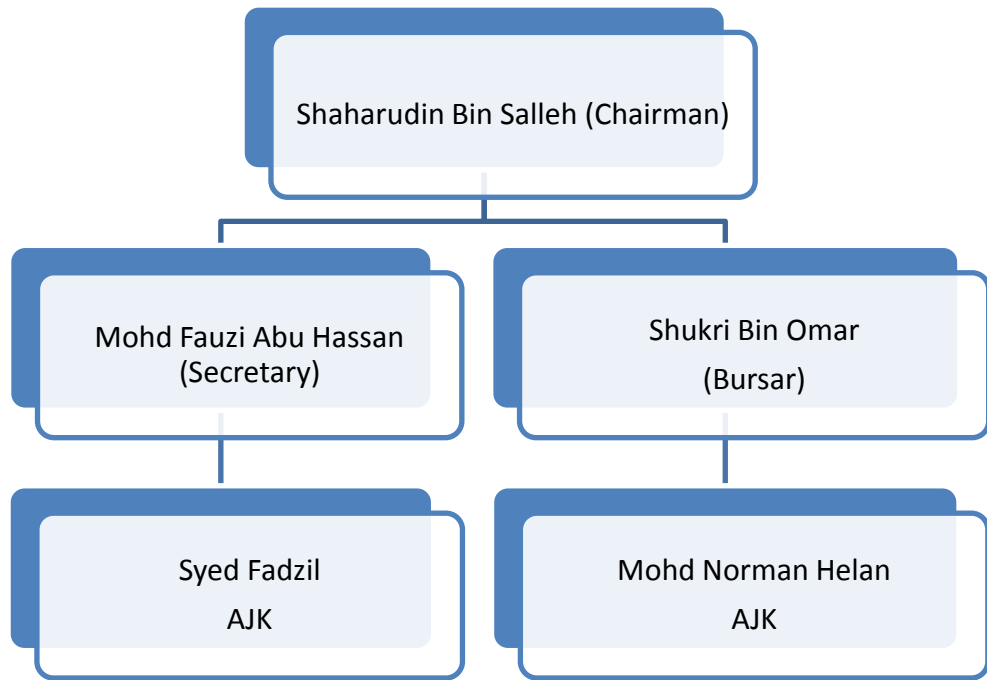 Shaharudin Bin Salleh (Chairman)
Mohd Fauzi Abu Hassan
(Secretary)
Shukri Bin Omar
(Bursar)
Syed Fadzil
AJK
Mohd Norman Helan
AJK